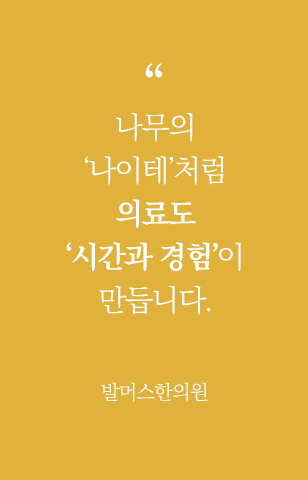 “
나무의
‘나이테’처럼
의료도
‘시간과 경험’이
만듭니다.
발머스한의원